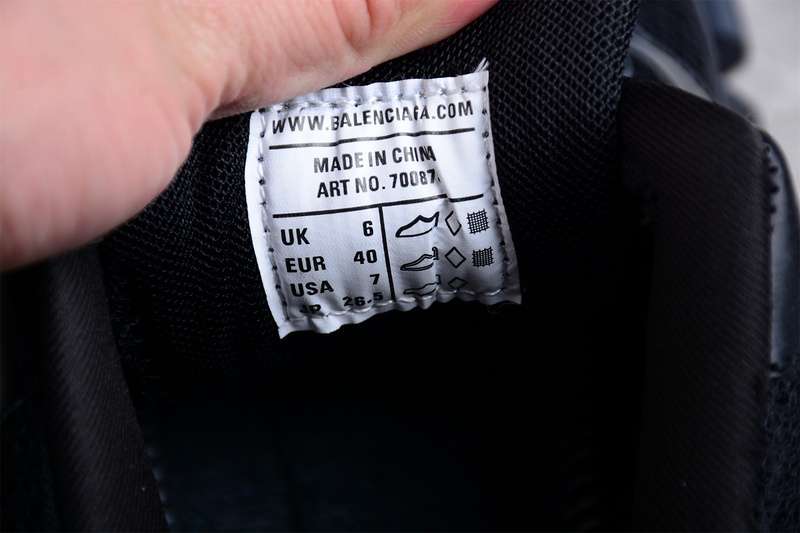 WWW.BALENCIAGA.COM
MADE IN CHINA
ART NO. 70087
UK 6
EUR 40
USA 7
26.5